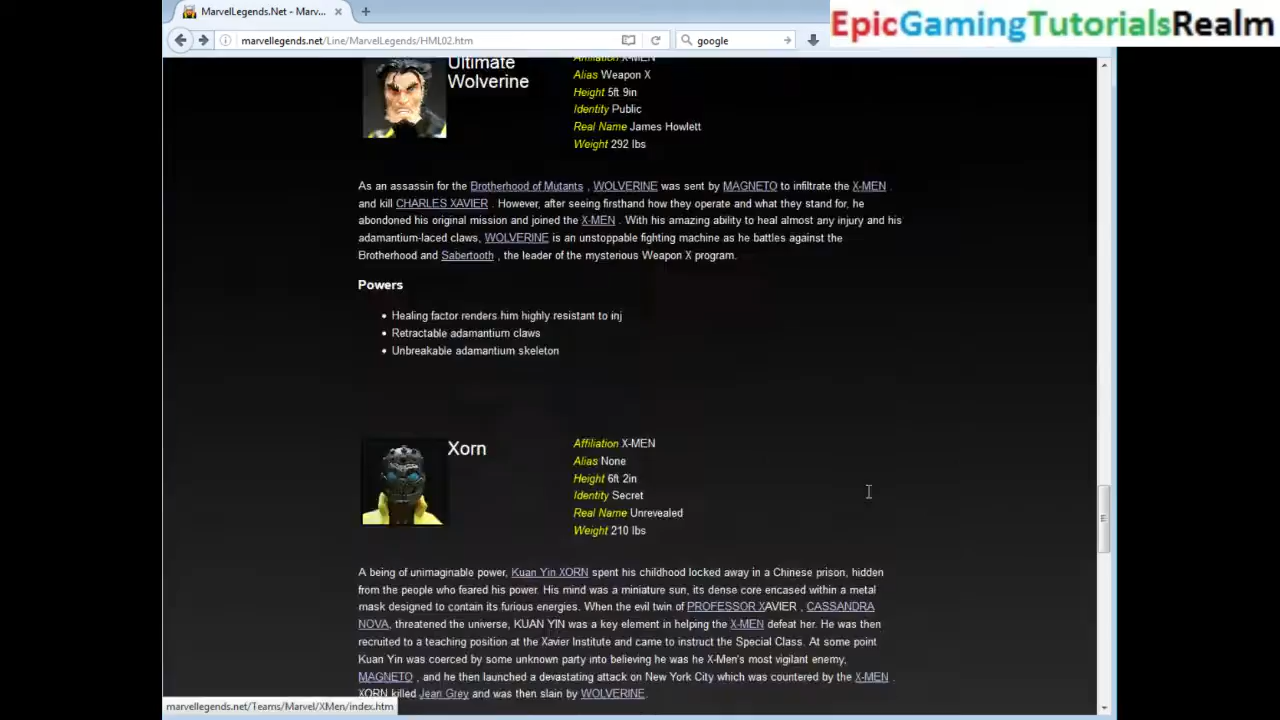 MarvelLegends.Net - Marv...
EpicGamingTutorialsRealm
marvellegends.net/Line/MarvelLegends/HML02.htm
google
Ultimate
Wolverine
Affiliation X-MEN
Alias Weapon X
Height 5ft 9in
Identity Public
Real Name James Howlett
Weight 292 lbs
As an assassin for the Brotherhood of Mutants , WOLVERINE was sent by MAGNETO to infiltrate the X-MEN .
and kill CHARLES XAVIER . However, after seeing firsthand how they operate and what they stand for, he
abondoned his original mission and joined the X-MEN . With his amazing ability to heal almost any injury and his
adamantium-laced claws, WOLVERINE is an unstoppable fighting machine as he battles against the
Brotherhood and Sabertooth , the leader of the mysterious Weapon X program.
Powers
• Healing factor renders him highly resistant to inj
• Retractable adamantium claws
• Unbreakable adamantium skeleton
Xorn
Affiliation X-MEN
Alias None
Height 6ft 2in
Identity Secret
Real Name Unrevealed
Weight 210 lbs
A being of unimaginable power, Kuan Yin XORN spent his childhood locked away in a Chinese prison, hidden
from the people who feared his power. His mind was a miniature sun, its dense core encased within a metal
mask designed to contain its furious energies. When the evil twin of PROFESSOR XAVIER , CASSANDRA
NOVA, threatened the universe, KUAN YIN was a key element in helping the X-MEN defeat her. He was then
recruited to a teaching position at the Xavier Institute and came to instruct the Special Class. At some point
Kuan Yin was coerced by some unknown party into believing he was he X-Men's most vigilant enemy,
MAGNETO , and he then launched a devastating attack on New York City which was countered by the X-MEN .
XORN killed Jean Grey and was then slain by WOLVERINE.
marvellegends.net/Teams/Marvel/XMen/index.htm